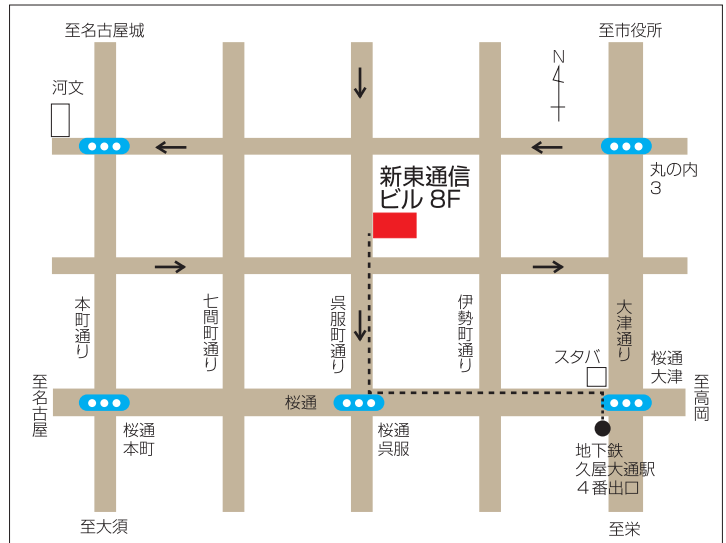 至名古屋城
至市役所
河文
N
丸の内
3
新東通信
ビル 8F
本町通り
七間町通り
呉服町通り
伊勢町通り
大津通り
スタバ
桜通
大津
至名古屋
至高岡
桜通
桜通
本町
桜通
呉服
地下鉄
久屋大通駅
4番出口
至大須
至栄